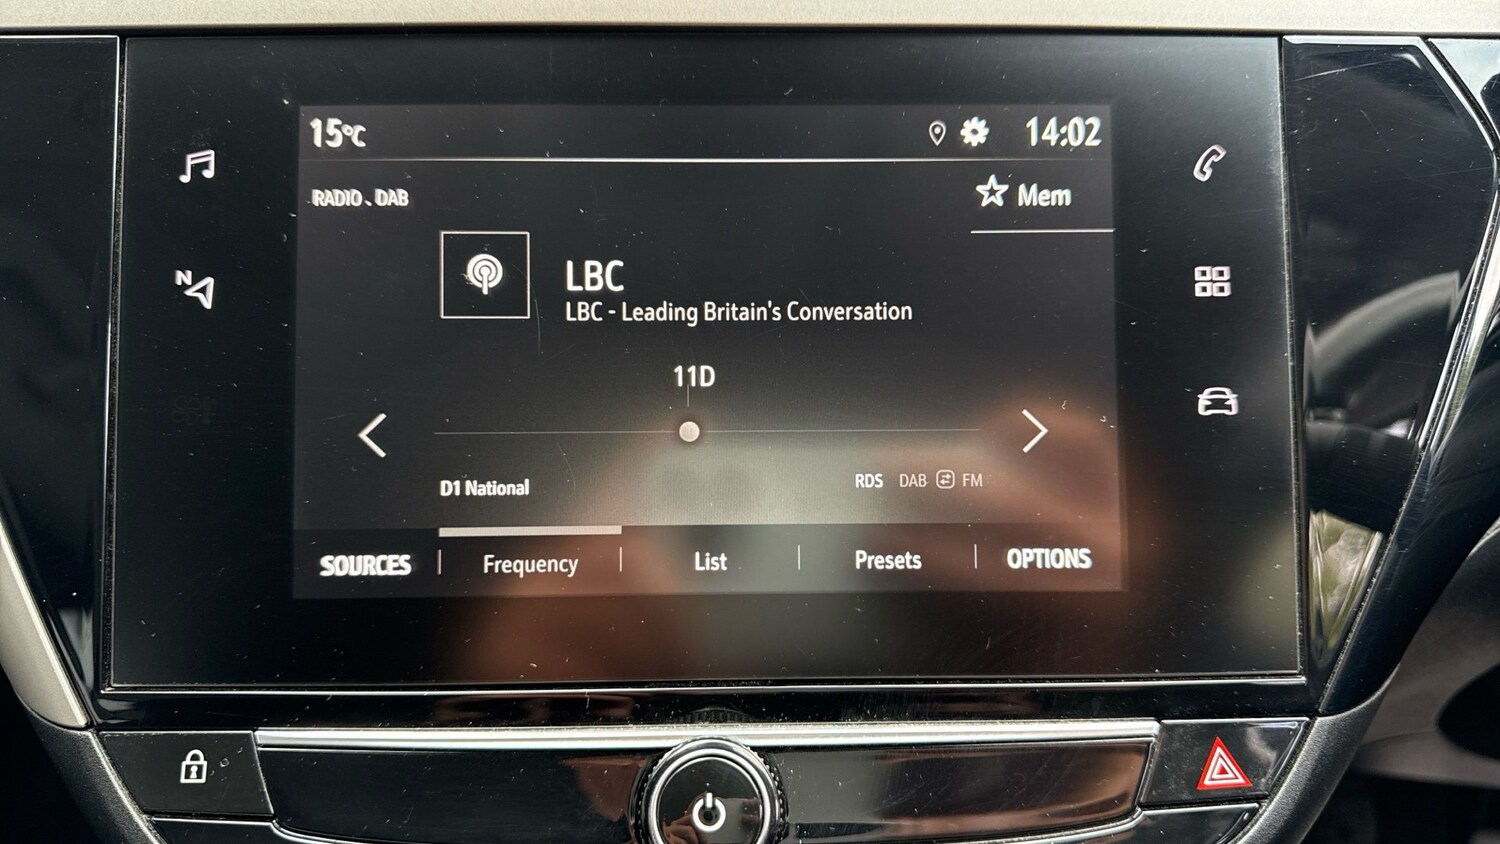 15°C 14:02
RADIO . DAB
Mem
LBC
LBC - Leading Britain's Conversation
11D
D1 National
RDS DAB FM
SOURCES Frequency List Presets OPTIONS
N